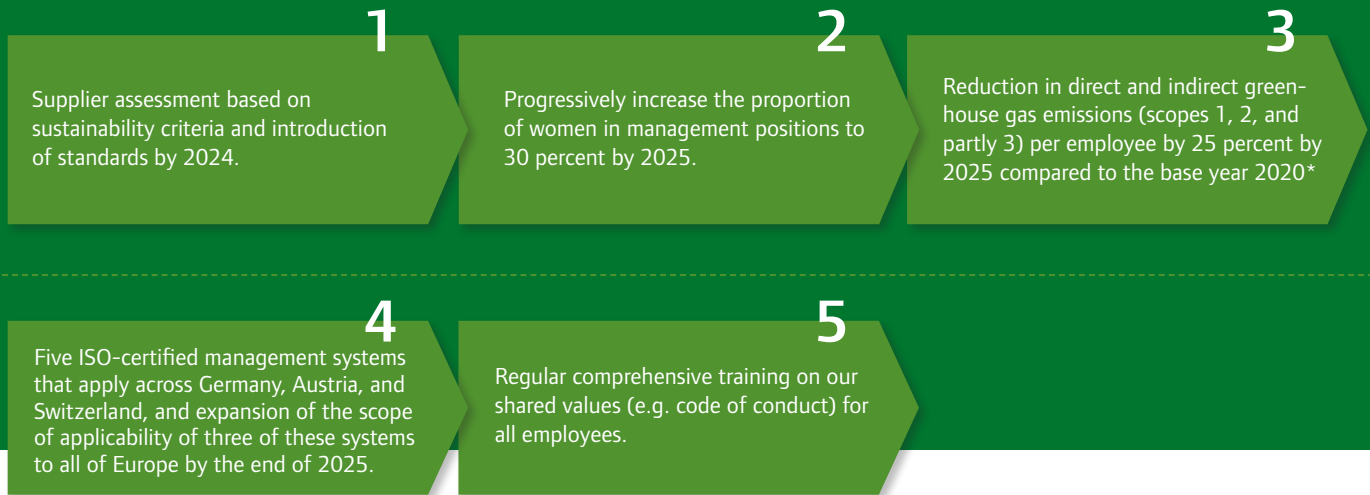 1
Supplier assessment based on
sustainability criteria and introduction
of standards by 2024.
2
Progressively increase the proportion
of women in management positions to
30 percent by 2025.
3
Reduction in direct and indirect green-
house gas emissions (scopes 1, 2, and
partly 3) per employee by 25 percent by
2025 compared to the base year 2020*
4
Five ISO-certified management systems
that apply across Germany, Austria, and
Switzerland, and expansion of the scope
of applicability of three of these systems
to all of Europe by the end of 2025.
5
Regular comprehensive training on our
shared values (e.g. code of conduct) for
all employees.